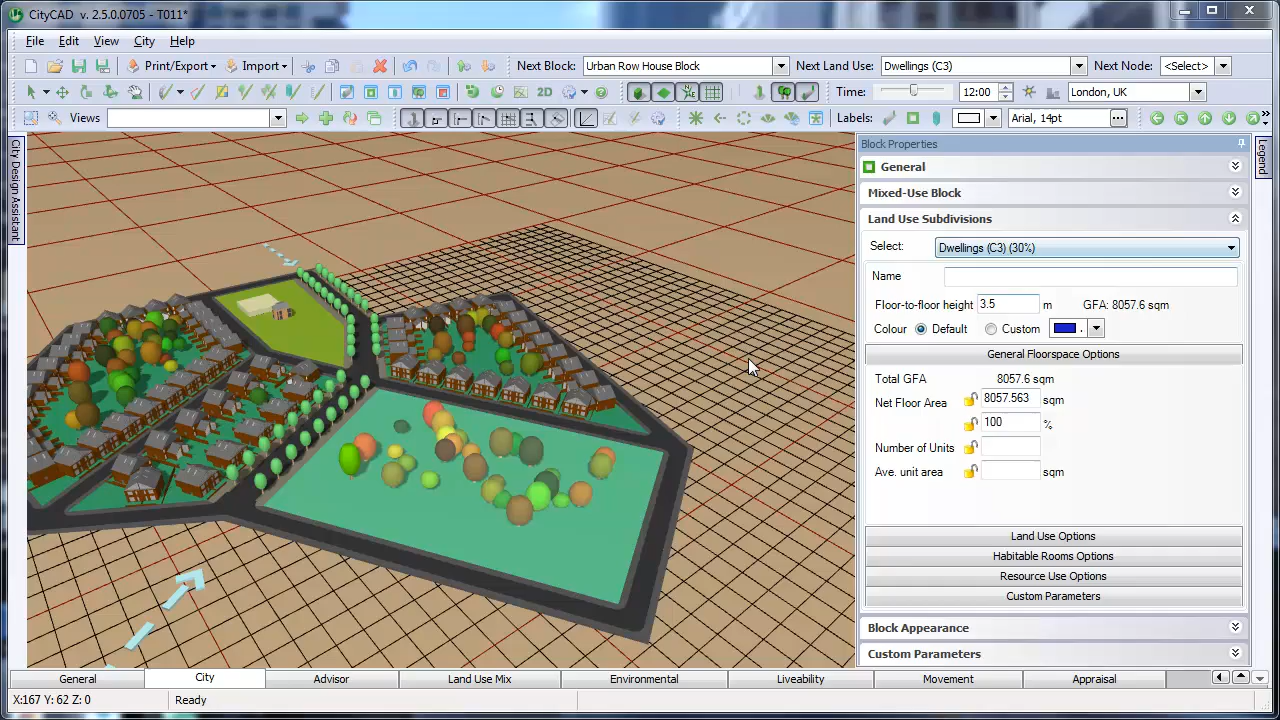 CityCAD v. 2.5.0.0705 - T011*
File Edit View City Help
Print/Export Import Next Block: Urban Row House Block Next Land Use: Dwellings (C3) Next Node: <Select>
2D Time: 12:00 London, UK
Views Labels: Arial, 14pt ...
City Design Assistant
Legend
Block Properties
General
Mixed-Use Block
Land Use Subdivisions
Select: Dwellings (C3) (30%)
Name
Floor-to-floor height 3.5 m GFA: 8057.6 sqm
Colour Default Custom
General Floorspace Options
Total GFA 8057.6 sqm
Net Floor Area 8057.563 sqm
100 %
Number of Units
Ave. unit area sqm
Land Use Options
Habitable Rooms Options
Resource Use Options
Custom Parameters
Block Appearance
Custom Parameters
General City Advisor Land Use Mix Environmental Liveability Movement Appraisal
X:167 Y: 62 Z: 0 Ready